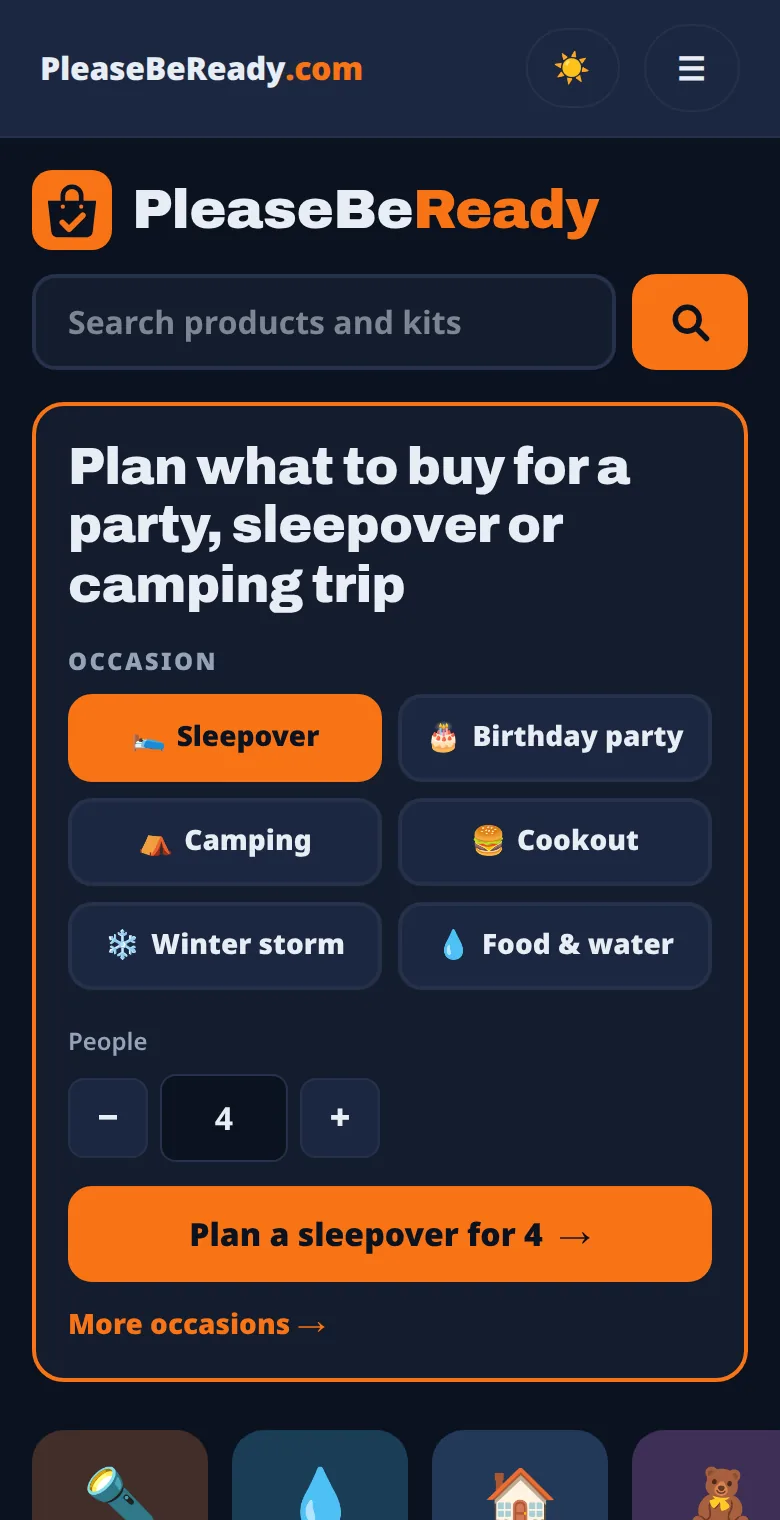 PleaseBeReady.com
PleaseBeReady
Search products and kits
Plan what to buy for a
party, sleepover or
camping trip
OCCASION
Sleepover
Birthday party
Camping
Cookout
Winter storm
Food & water
People
− 4 +
Plan a sleepover for 4 →
More occasions →